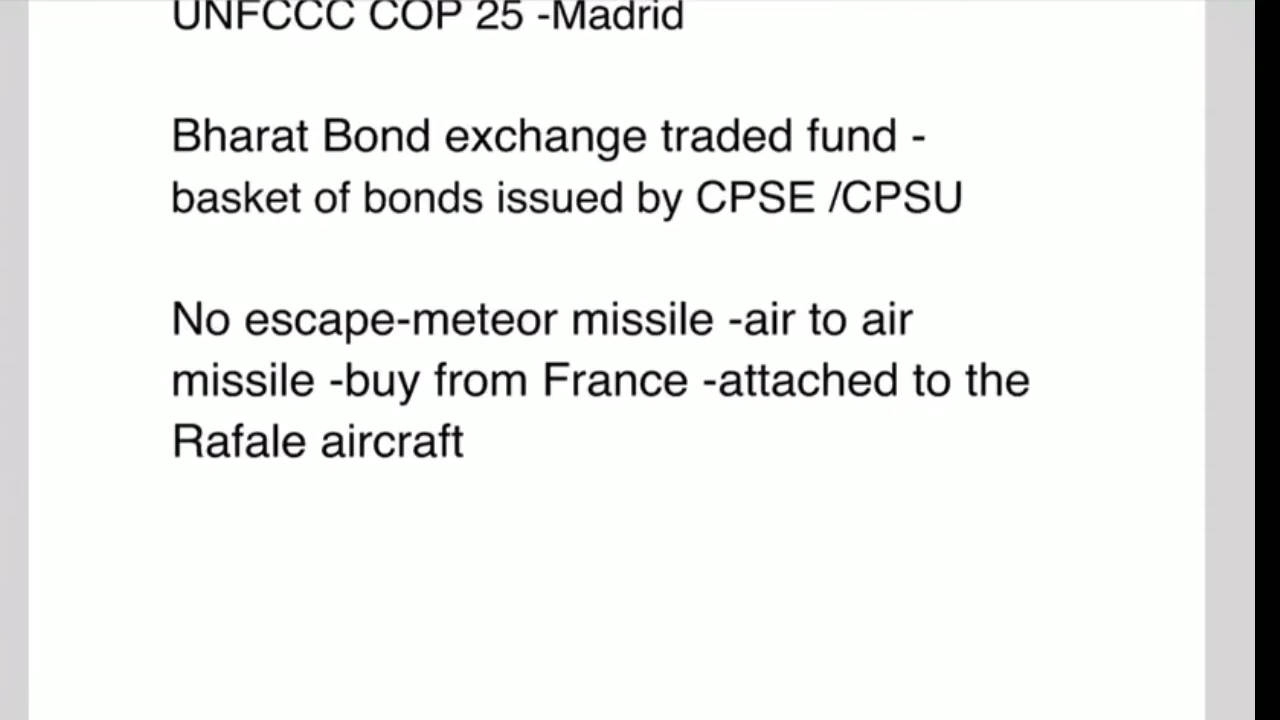 UNFCCC COP 25 -Madrid
Bharat Bond exchange traded fund -
basket of bonds issued by CPSE /CPSU
No escape-meteor missile -air to air
missile -buy from France -attached to the
Rafale aircraft